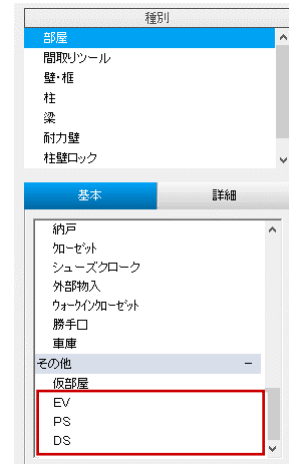 種別
部屋
間取りツール
壁・框
柱
梁
耐力壁
柱壁ロック
基本 詳細
納戸
クローゼット
シューズクローク
外部物入
ウォークインクローゼット
勝手口
車庫
その他 −
仮部屋
EV
PS
DS